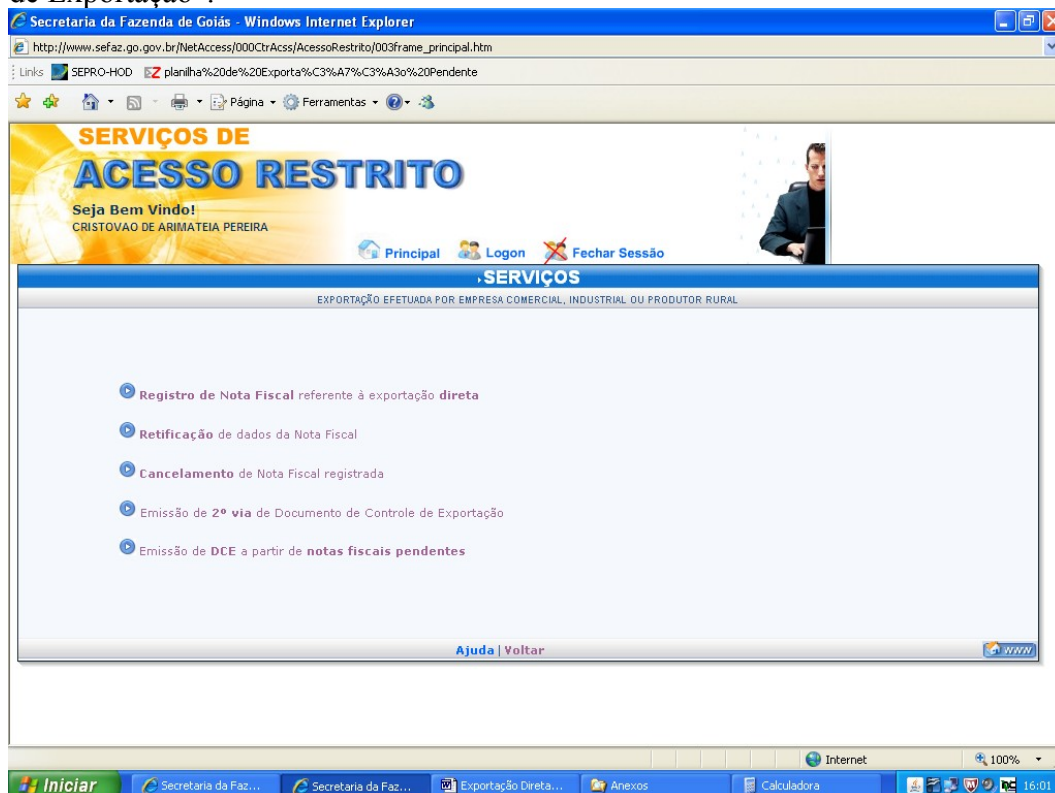 de Exportação".
Secretaria da Fazenda de Goiás - Windows Internet Explorer
http://www.sefaz.go.gov.br/NetAccess/000CtrAcss/AcessoRestrito/003frame_principal.htm
Links SEPRO-HOD planilha%20de%20Exporta%C3%A7%C3%A3o%20Pendente
Página Ferramentas
SERVIÇOS DE
ACESSO RESTRITO
Seja Bem Vindo!
CRISTOVAO DE ARIMATEIA PEREIRA
Principal Logon Fechar Sessão
SERVIÇOS
EXPORTAÇÃO EFETUADA POR EMPRESA COMERCIAL, INDUSTRIAL OU PRODUTOR RURAL
Registro de Nota Fiscal referente à exportação direta
Retificação de dados da Nota Fiscal
Cancelamento de Nota Fiscal registrada
Emissão de 2º via de Documento de Controle de Exportação
Emissão de DCE a partir de notas fiscais pendentes
Ajuda | Voltar
www
Internet 100%
Iniciar Secretaria da Faz... Secretaria da Faz... Exportação Direta... Anexos Calculadora 16:01